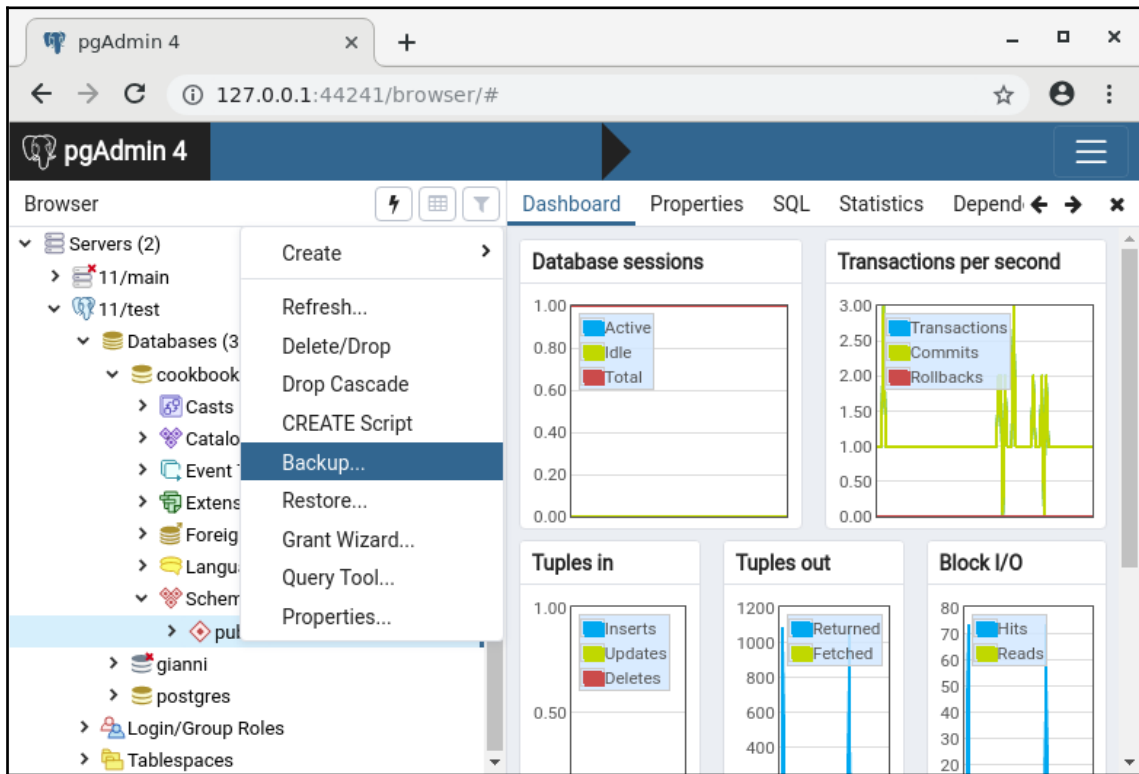 pgAdmin 4
127.0.0.1:44241/browser/#
pgAdmin 4
Browser
Servers (2)
11/main
11/test
Databases (3
cookbook
Casts
Catalo
Event
Extens
Foreig
Langu
Schem
pub
gianni
postgres
Login/Group Roles
Tablespaces
Create
Refresh...
Delete/Drop
Drop Cascade
CREATE Script
Backup...
Restore...
Grant Wizard...
Query Tool...
Properties...
Dashboard Properties SQL Statistics Depend
Database sessions
1.00
0.80
0.60
0.40
0.20
0.00
Active
Idle
Total
Transactions per second
3.00
2.50
2.00
1.50
1.00
0.50
0.00
Transactions
Commits
Rollbacks
Tuples in
1.00
0.50
Inserts
Updates
Deletes
Tuples out
1200
1000
800
600
400
Returned
Fetched
Block I/O
80
70
60
50
40
30
20
Hits
Reads